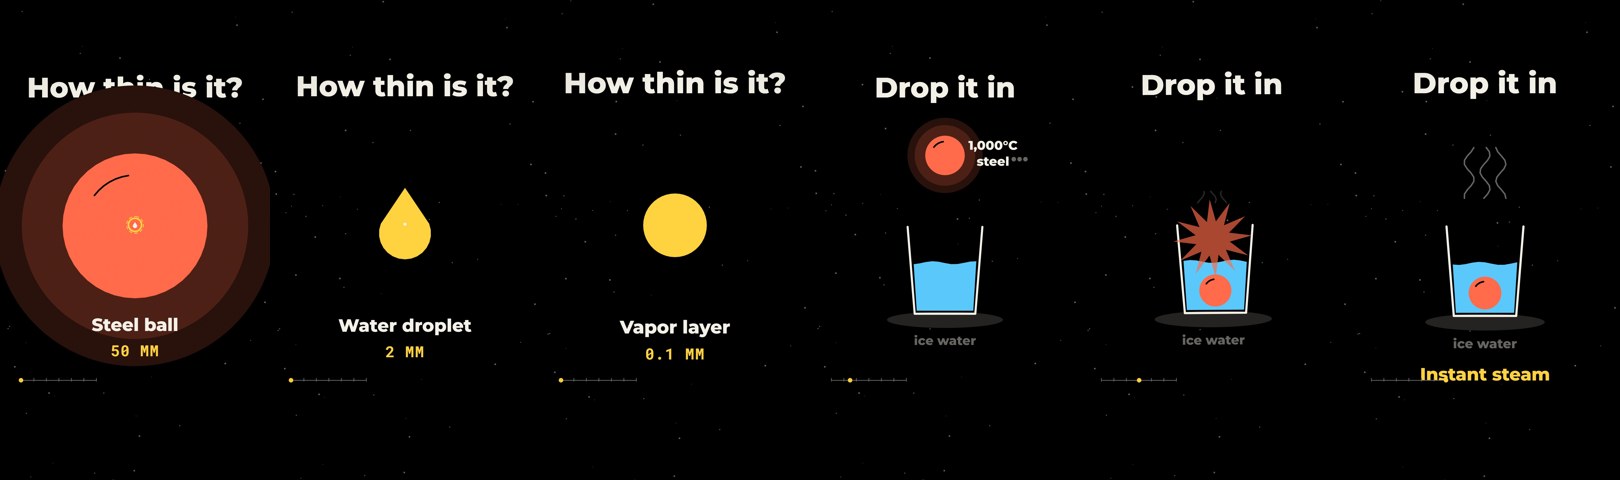 How thin is it?
Steel ball
50 MM
How thin is it?
Water droplet
2 MM
How thin is it?
Vapor layer
0.1 MM
Drop it in
1,000°C
steel
ice water
Drop it in
ice water
Drop it in
ice water
Instant steam